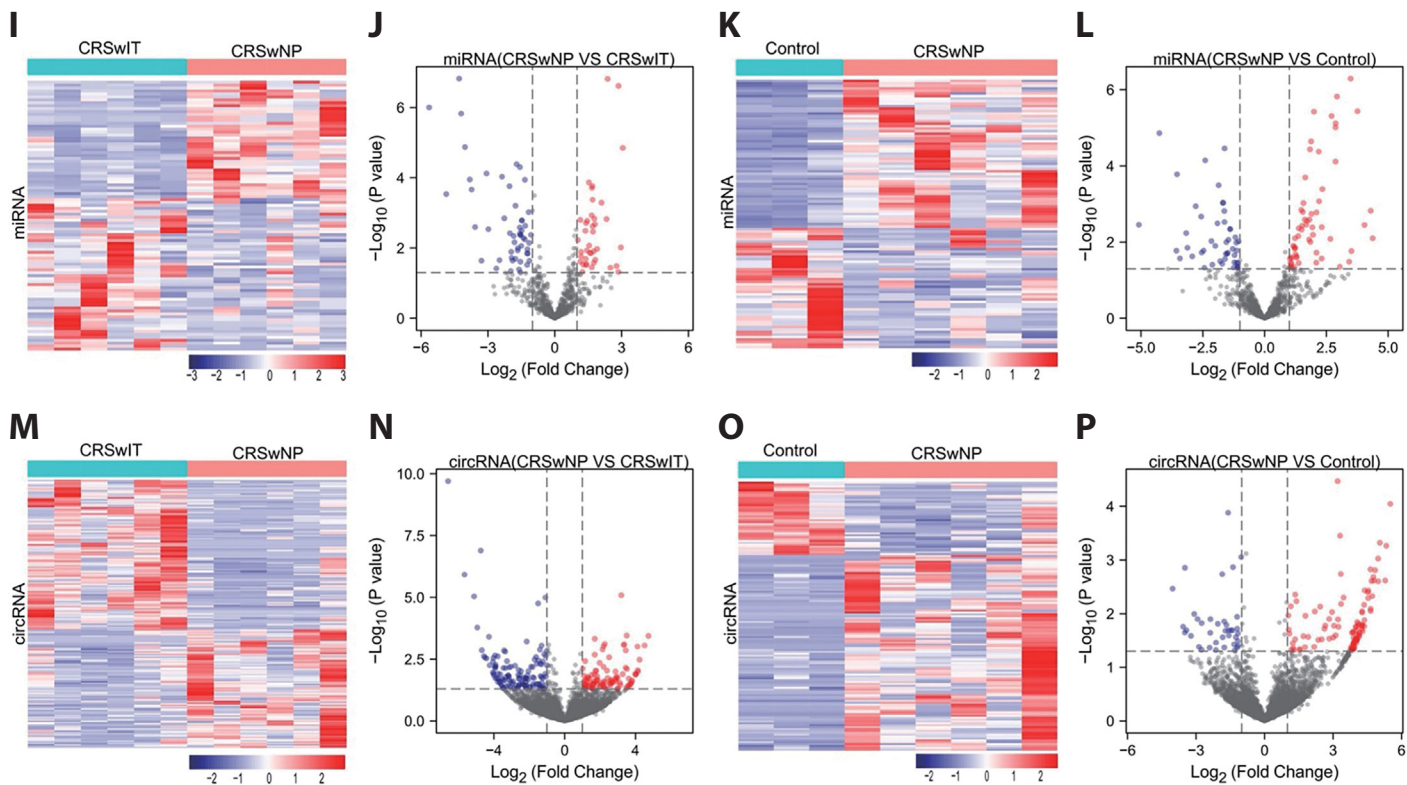 I
CRSwIT CRSwNP
miRNA
−3 −2 −1 0 1 2 3
J
miRNA(CRSwNP VS CRSwIT)
−Log10 (P value)
6
4
2
0
−6 −3 0 3 6
Log2 (Fold Change)
K
Control CRSwNP
miRNA
−2 −1 0 1 2
L
miRNA(CRSwNP VS Control)
−Log10 (P value)
6
4
2
0
−5.0 −2.5 0.0 2.5 5.0
Log2 (Fold Change)
M
CRSwIT CRSwNP
circRNA
−2 −1 0 1 2
N
circRNA(CRSwNP VS CRSwIT)
−Log10 (P value)
10.0
7.5
5.0
2.5
0.0
−4 0 4
Log2 (Fold Change)
O
Control CRSwNP
circRNA
−2 −1 0 1 2
P
circRNA(CRSwNP VS Control)
−Log10 (P value)
4
3
2
1
0
−6 −3 0 3 6
Log2 (Fold Change)